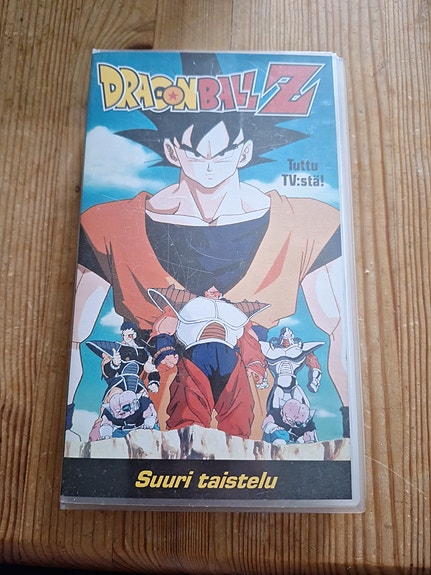 DRAGON BALL Z
Tuttu
TV:stä!
Suuri taistelu